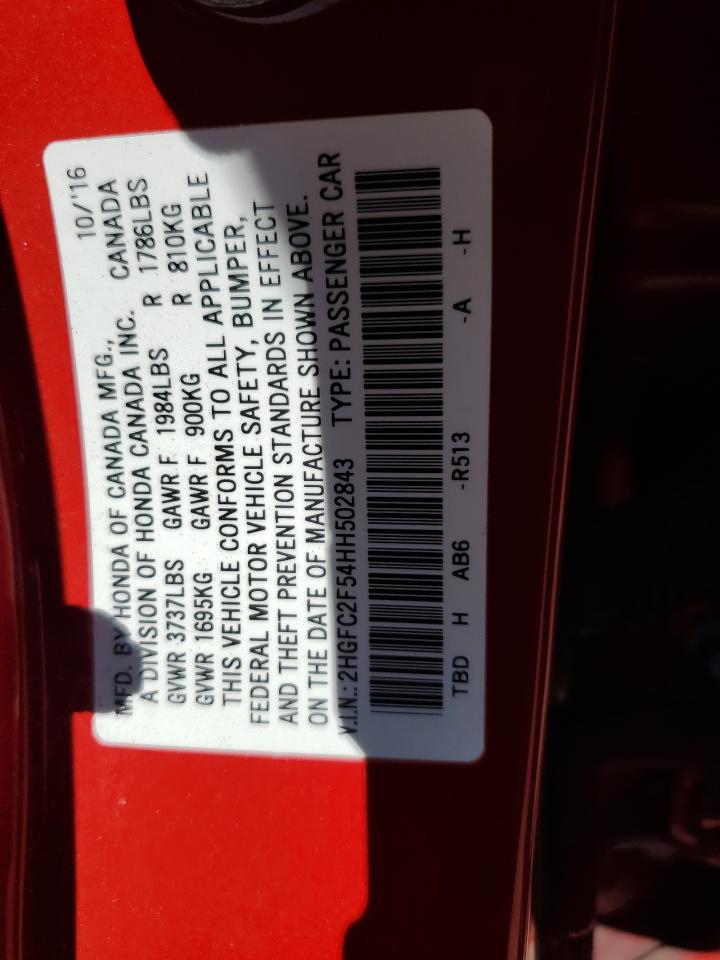 10/'16
MFD. BY HONDA OF CANADA MFG., CANADA
A DIVISION OF HONDA CANADA INC.
GVWR 3737LBS GAWR F 1984LBS R 1786LBS
GVWR 1695KG GAWR F 900KG R 810KG
THIS VEHICLE CONFORMS TO ALL APPLICABLE
FEDERAL MOTOR VEHICLE SAFETY, BUMPER,
AND THEFT PREVENTION STANDARDS IN EFFECT
ON THE DATE OF MANUFACTURE SHOWN ABOVE.
V.I.N.: 2HGFC2F54HH502843 TYPE: PASSENGER CAR
TBD H AB6 -R513 -A -H